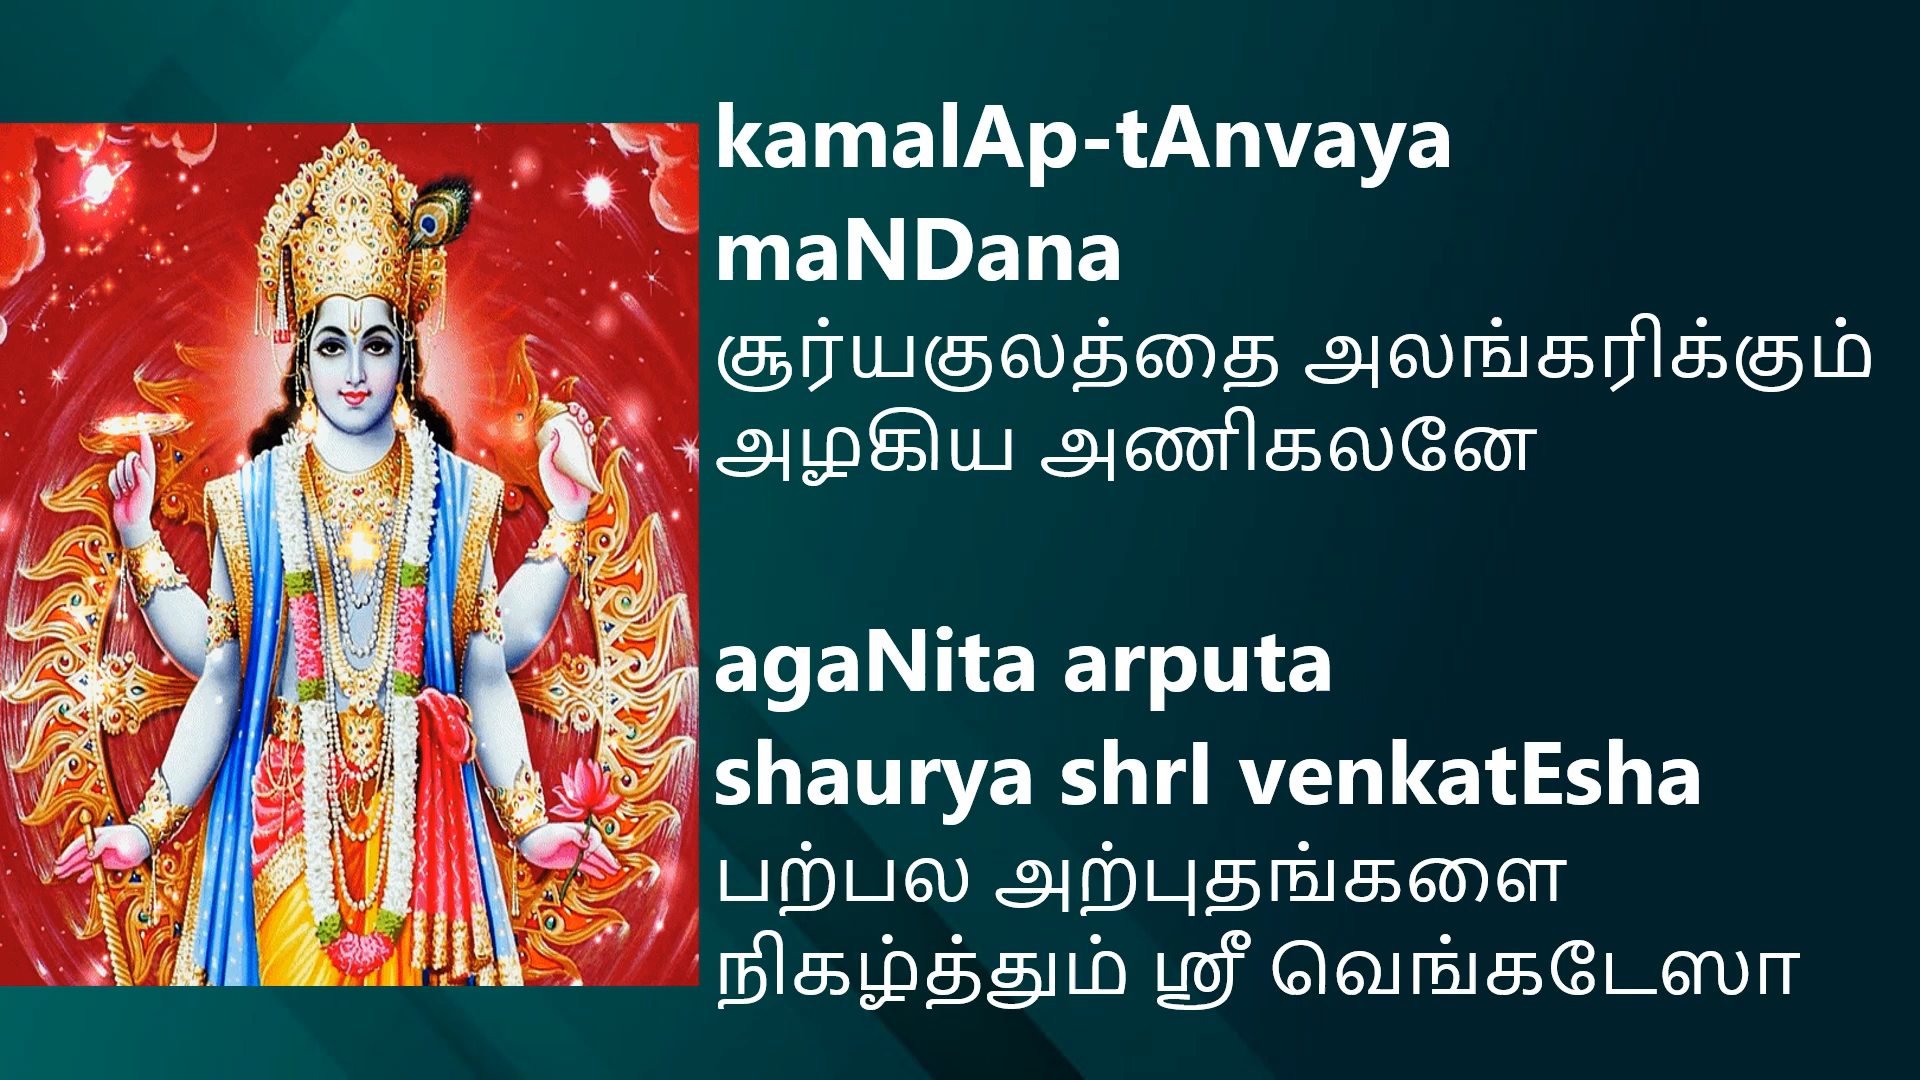 kamalAp-tAnvaya
maNDana
சூர்யகுலத்தை அலங்கரிக்கும்
அழகிய அணிகலனே
agaNita arputa
shaurya shrI venkatEsha
பற்பல அற்புதங்களை
நிகழ்த்தும் ஸ்ரீ வெங்கடேஸா